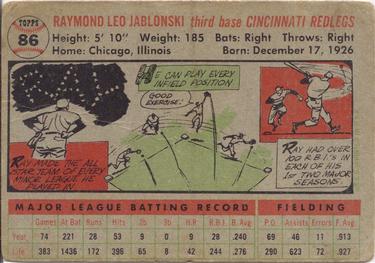 TOPPS
86
RAYMOND LEO JABLONSKI third base CINCINNATI REDLEGS
Height: 5' 10" Weight: 185 Bats: Right Throws: Right
Home: Chicago, Illinois Born: December 17, 1926
RAY MADE THE ALL STAR TEAM OF EVERY MINOR LEAGUE HE PLAYED IN.
HE CAN PLAY EVERY
INFIELD POSITION
GOOD
EXERCISE!
RAY HAD OVER
100 R.B.I.'S IN
EACH OF HIS
1ST TWO MAJOR
SEASONS.
MAJOR LEAGUE BATTING RECORD FIELDING
Games At Bat Runs Hits 2b 3b H.R. R.B.I. B.Avg. P.O. Assists Errors F.Avg.
Year 74 221 28 53 9 0 9 28 .240 69 46 11 .913
Life 383 1436 172 396 65 8 42 244 .276 290 623 72 .927